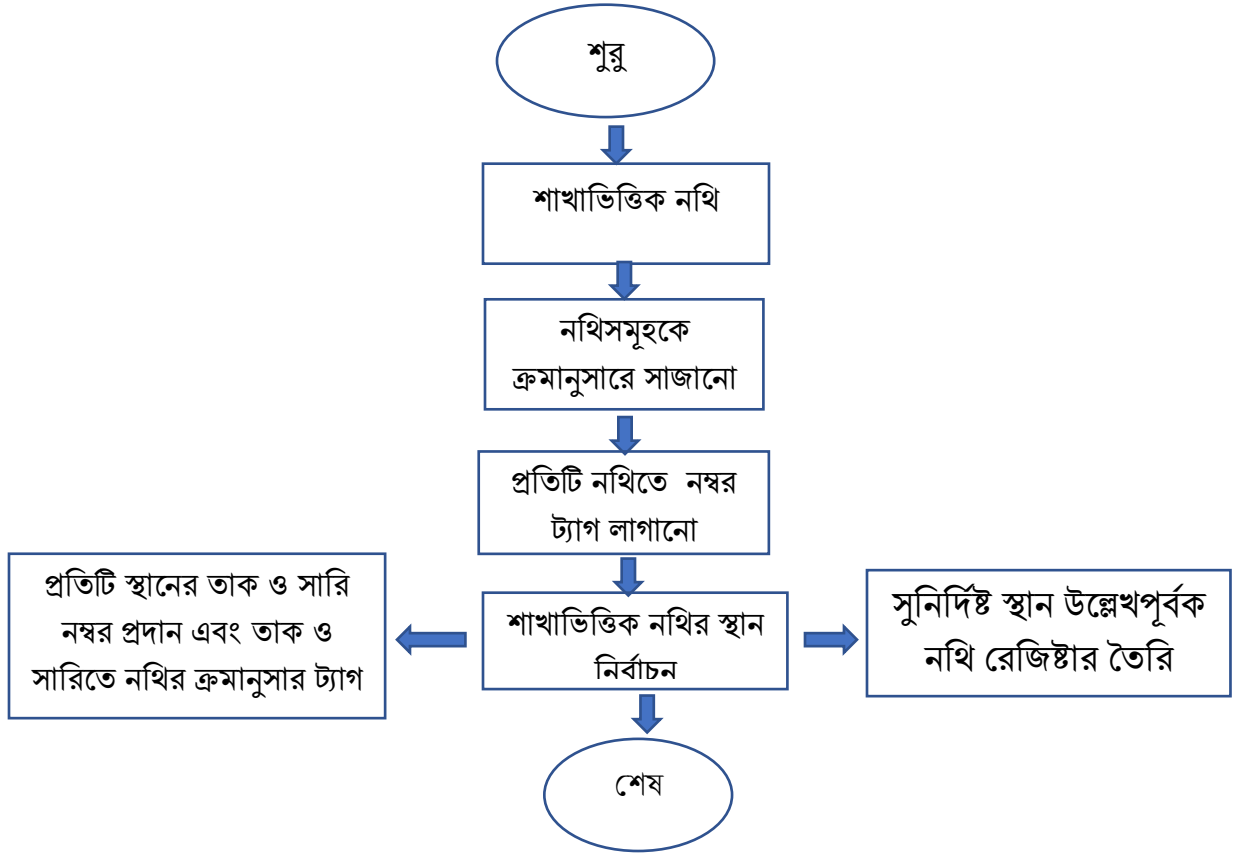 শুরু
শাখাভিত্তিক নথি
নথিসমূহকে
ক্রমানুসারে সাজানো
প্রতিটি নথিতে নম্বর
ট্যাগ লাগানো
শাখাভিত্তিক নথির স্থান
নির্বাচন
প্রতিটি স্থানের তাক ও সারি
নম্বর প্রদান এবং তাক ও
সারিতে নথির ক্রমানুসার ট্যাগ
সুনির্দিষ্ট স্থান উল্লেখপূর্বক
নথি রেজিষ্টার তৈরি
শেষ